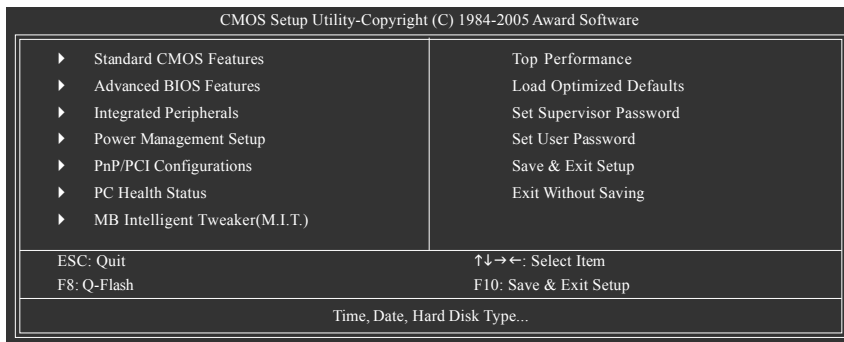 CMOS Setup Utility-Copyright (C) 1984-2005 Award Software
Standard CMOS Features
Advanced BIOS Features
Integrated Peripherals
Power Management Setup
PnP/PCI Configurations
PC Health Status
MB Intelligent Tweaker(M.I.T.)
Top Performance
Load Optimized Defaults
Set Supervisor Password
Set User Password
Save & Exit Setup
Exit Without Saving
ESC: Quit
↑↓→←: Select Item
F8: Q-Flash
F10: Save & Exit Setup
Time, Date, Hard Disk Type...